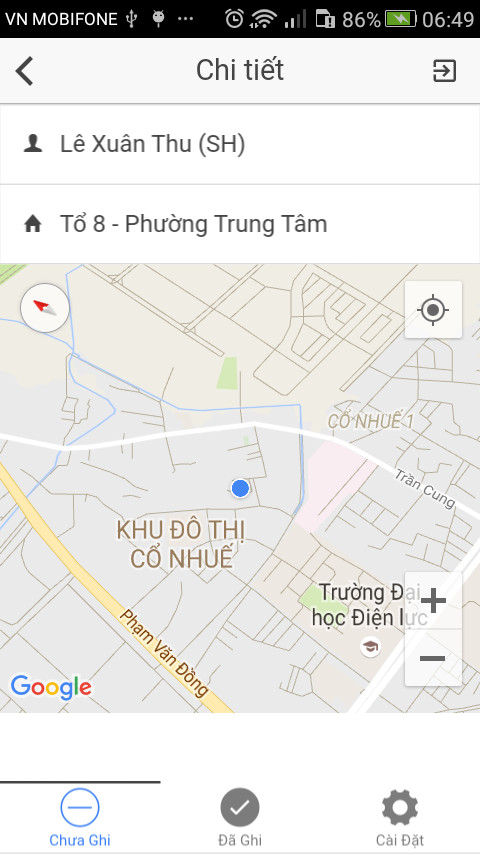 VN MOBIFONE 86% 06:49
Chi tiết
Lê Xuân Thu (SH)
Tổ 8 - Phường Trung Tâm
CỔ NHUẾ 1
Trần Cung
KHU ĐÔ THỊ
CỔ NHUẾ
Trường Đại
học Điện lực
Phạm Văn Đồng
Google
Chưa Ghi
Đã Ghi
Cài Đặt